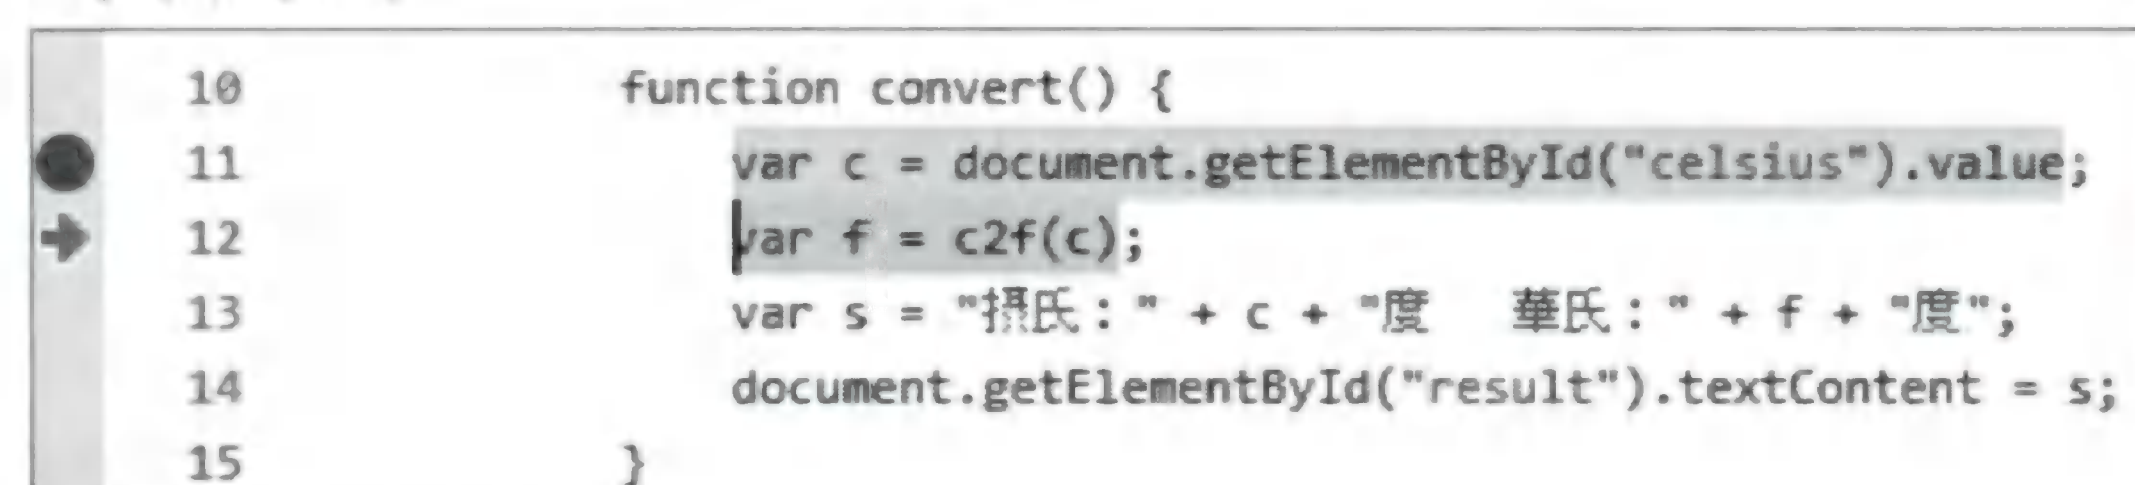 10 function convert() {
11 var c = document.getElementById("celsius").value;
12 var f = c2f(c);
13 var s = "摂氏：" + c + "度　華氏：" + f + "度";
14 document.getElementById("result").textContent = s;
15 }